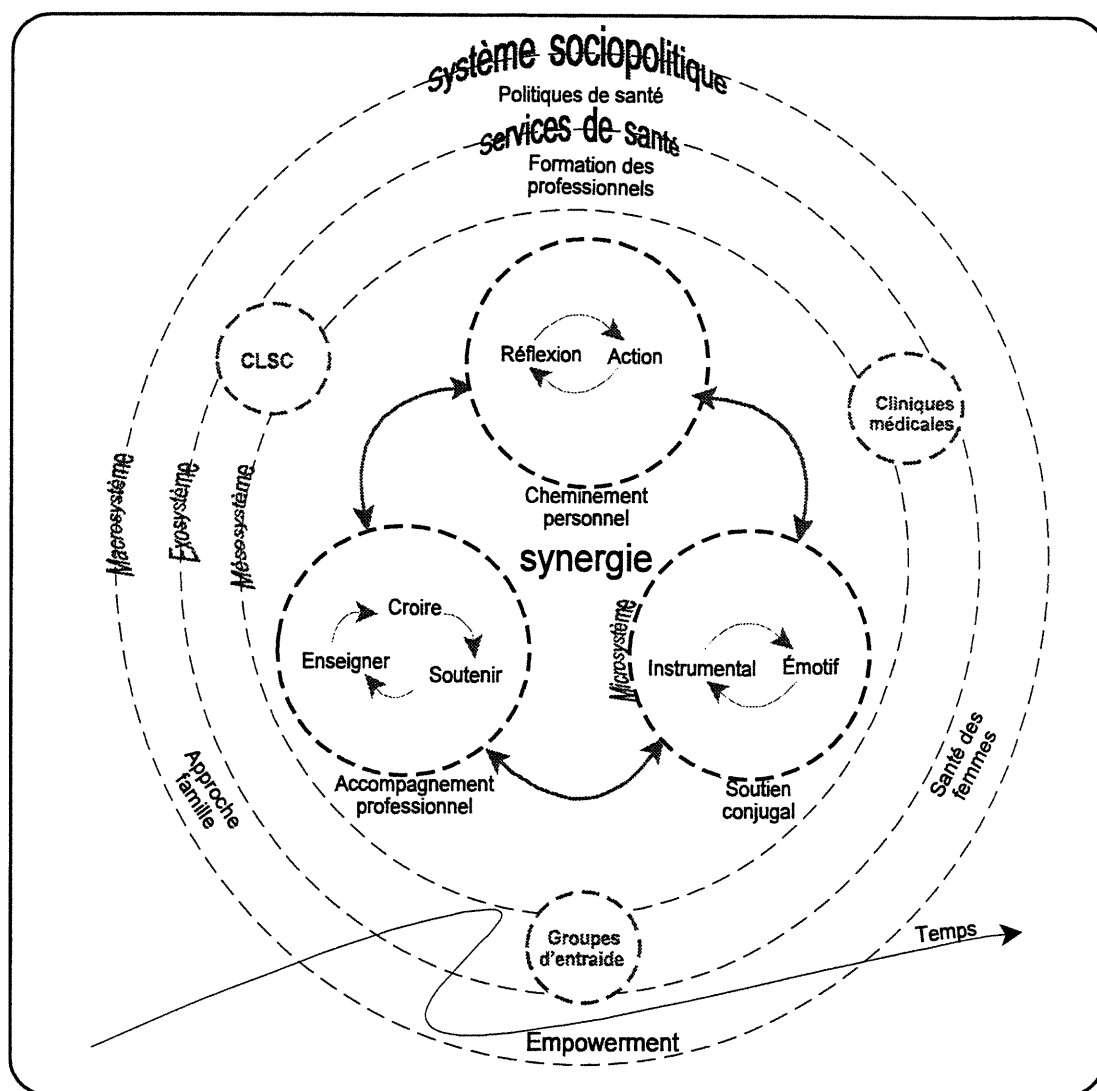 Système sociopolitique
Politiques de santé
Services de santé
Formation des
professionnels
CLSC
Réflexion
Action
Cliniques
médicales
Macrosystème
Exosystème
Mésosystème
Cheminement
personnel
synergie
Microsystème
Croire
Enseigner
Soutenir
Instrumental
Émotif
Accompagnement
professionnel
Soutien
conjugal
Approche
famille
Santé des
femmes
Groupes
d'entraide
Temps
Empowerment